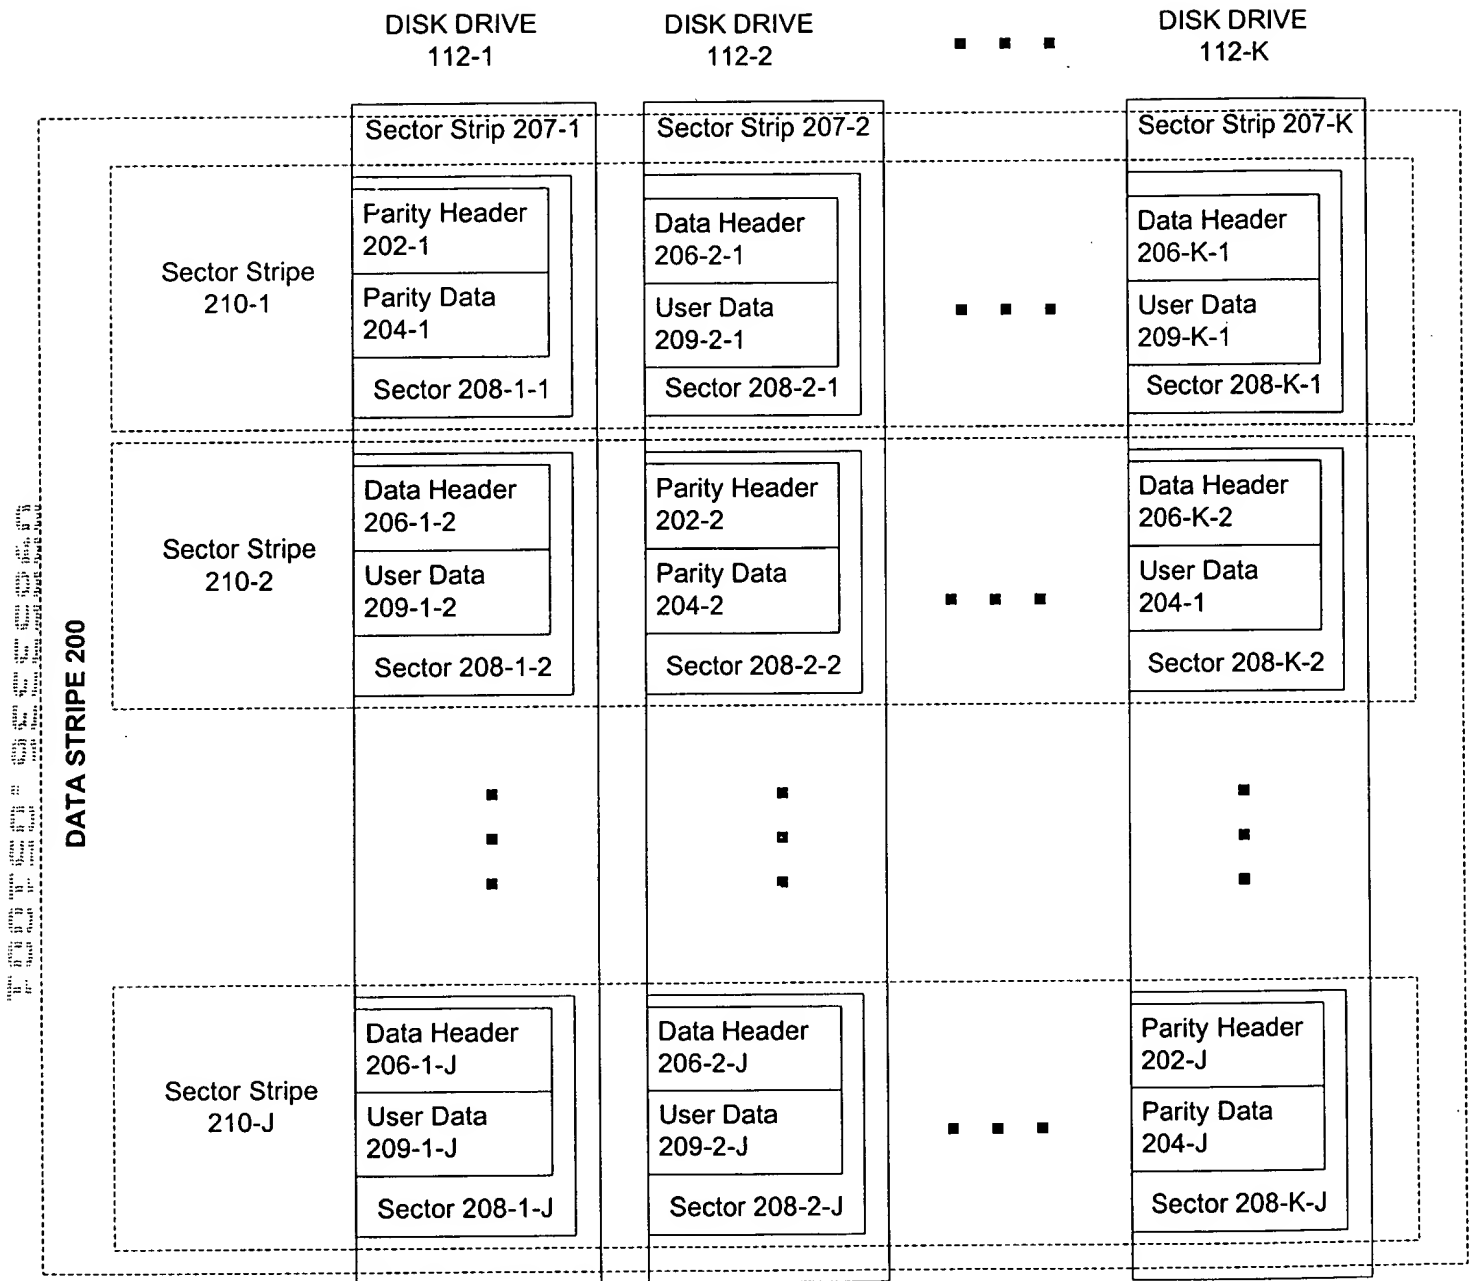 DISK DRIVE
112-1
DISK DRIVE
112-2
DISK DRIVE
112-K
DATA STRIPE 200
Sector Strip 207-1
Sector Strip 207-2
Sector Strip 207-K
Sector Stripe
210-1
Parity Header
202-1
Parity Data
204-1
Sector 208-1-1
Data Header
206-2-1
User Data
209-2-1
Sector 208-2-1
Data Header
206-K-1
User Data
209-K-1
Sector 208-K-1
Sector Stripe
210-2
Data Header
206-1-2
User Data
209-1-2
Sector 208-1-2
Parity Header
202-2
Parity Data
204-2
Sector 208-2-2
Data Header
206-K-2
User Data
204-1
Sector 208-K-2
Sector Stripe
210-J
Data Header
206-1-J
User Data
209-1-J
Sector 208-1-J
Data Header
206-2-J
User Data
209-2-J
Sector 208-2-J
Parity Header
202-J
Parity Data
204-J
Sector 208-K-J